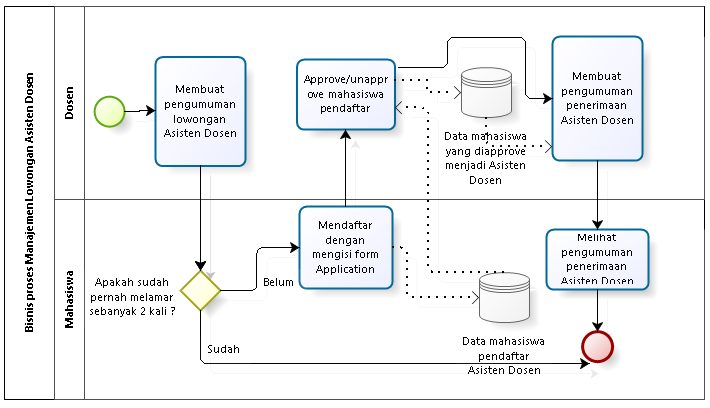 Bisnis proses Manajemen Lowongan Asisten Dosen
Dosen
Membuat
pengumuman
lowongan
Asisten Dosen
Approve/unappr
ove mahasiswa
pendaftar
Data mahasiswa
yang diapprove
menjadi Asisten
Dosen
Membuat
pengumuman
penerimaan
Asisten Dosen
Mahasiswa
Apakah sudah
pernah melamar
sebanyak 2 kali ?
Belum
Sudah
Mendaftar
dengan
mengisi form
Application
Data mahasiswa
pendaftar
Asisten Dosen
Melihat
pengumuman
penerimaan
Asisten Dosen